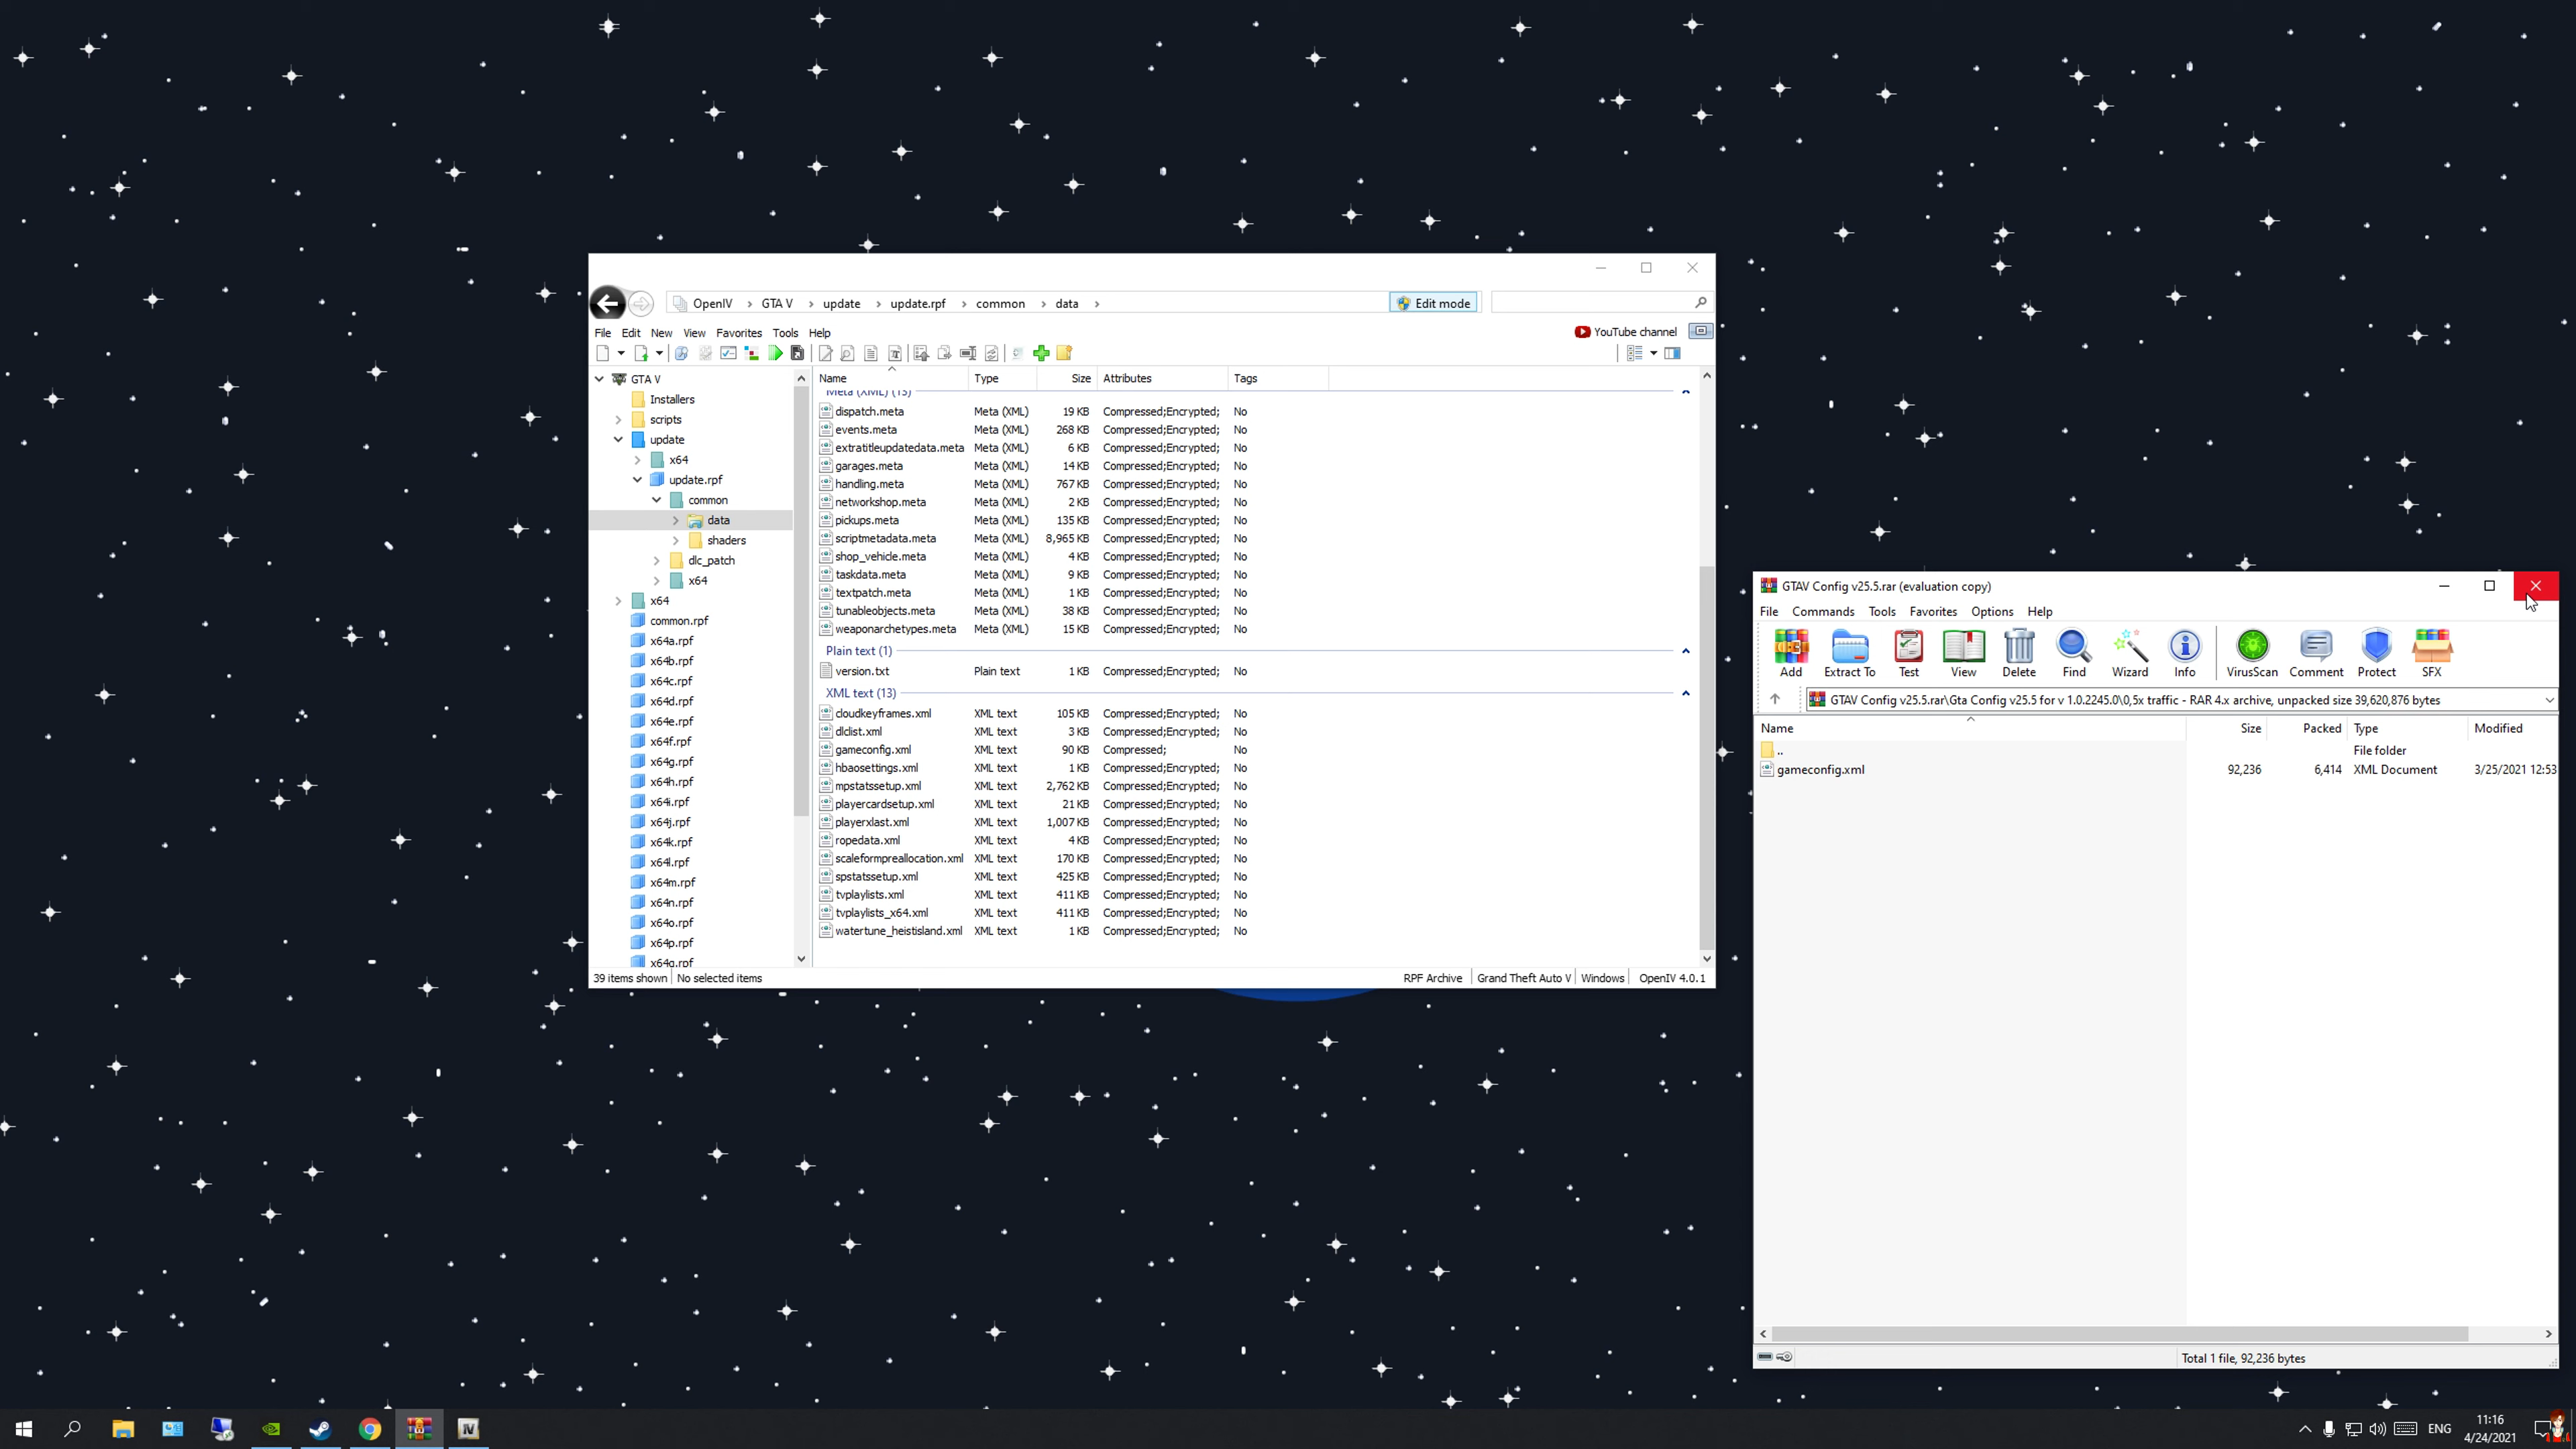 OpenIV > GTA V > update > update.rpf > common > data >
Edit mode
File Edit New View Favorites Tools Help
YouTube channel
GTA V
Installers
scripts
update
x64
update.rpf
common
data
shaders
dlc_patch
x64
x64
common.rpf
x64a.rpf
x64b.rpf
x64c.rpf
x64d.rpf
x64e.rpf
x64f.rpf
x64g.rpf
x64h.rpf
x64i.rpf
x64j.rpf
x64k.rpf
x64l.rpf
x64m.rpf
x64n.rpf
x64o.rpf
x64p.rpf
x64q.rpf
Name Type Size Attributes Tags
Meta (XML) (13)
dispatch.meta Meta (XML) 19 KB Compressed;Encrypted; No
events.meta Meta (XML) 268 KB Compressed;Encrypted; No
extratitleupdatedata.meta Meta (XML) 6 KB Compressed;Encrypted; No
garages.meta Meta (XML) 14 KB Compressed;Encrypted; No
handling.meta Meta (XML) 767 KB Compressed;Encrypted; No
networkshop.meta Meta (XML) 2 KB Compressed;Encrypted; No
pickups.meta Meta (XML) 135 KB Compressed;Encrypted; No
scriptmetadata.meta Meta (XML) 8,965 KB Compressed;Encrypted; No
shop_vehicle.meta Meta (XML) 4 KB Compressed;Encrypted; No
taskdata.meta Meta (XML) 9 KB Compressed;Encrypted; No
textpatch.meta Meta (XML) 1 KB Compressed;Encrypted; No
tunableobjects.meta Meta (XML) 38 KB Compressed;Encrypted; No
weaponarchetypes.meta Meta (XML) 15 KB Compressed;Encrypted; No
Plain text (1)
version.txt Plain text 1 KB Compressed;Encrypted; No
XML text (13)
cloudkeyframes.xml XML text 105 KB Compressed;Encrypted; No
dlclist.xml XML text 3 KB Compressed;Encrypted; No
gameconfig.xml XML text 90 KB Compressed; No
hbaosettings.xml XML text 1 KB Compressed;Encrypted; No
mpstatssetup.xml XML text 2,762 KB Compressed;Encrypted; No
playercardsetup.xml XML text 21 KB Compressed;Encrypted; No
playerxlast.xml XML text 1,007 KB Compressed;Encrypted; No
ropedata.xml XML text 4 KB Compressed;Encrypted; No
scaleformpreallocation.xml XML text 170 KB Compressed;Encrypted; No
spstatssetup.xml XML text 425 KB Compressed;Encrypted; No
tvplaylists.xml XML text 411 KB Compressed;Encrypted; No
tvplaylists_x64.xml XML text 411 KB Compressed;Encrypted; No
watertune_heistisland.xml XML text 1 KB Compressed;Encrypted; No
39 items shown No selected items RPF Archive Grand Theft Auto V Windows OpenIV 4.0.1
GTAV Config v25.5.rar (evaluation copy)
File Commands Tools Favorites Options Help
Add Extract To Test View Delete Find Wizard Info VirusScan Comment Protect SFX
GTAV Config v25.5.rar\Gta Config v25.5 for v 1.0.2245.0\0,5x traffic - RAR 4.x archive, unpacked size 39,620,876 bytes
Name Size Packed Type Modified
.. File folder
gameconfig.xml 92,236 6,414 XML Document 3/25/2021 12:53
Total 1 file, 92,236 bytes
ENG
11:16
4/24/2021